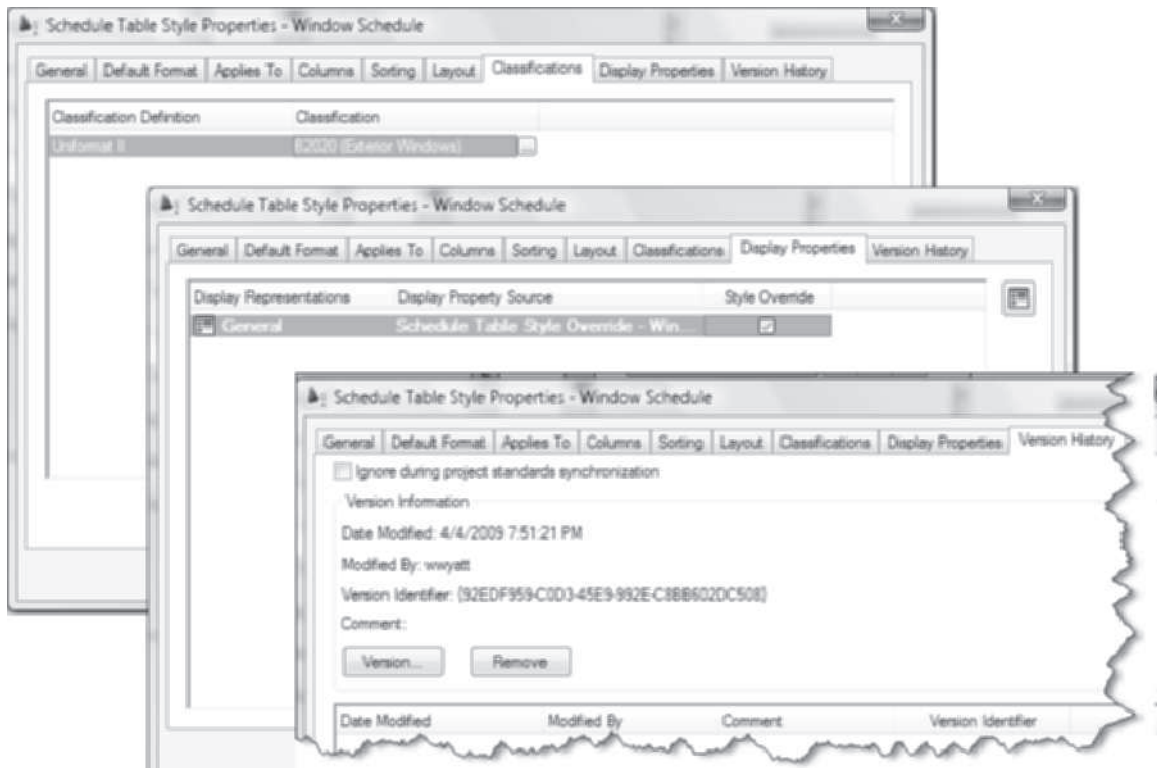 Schedule Table Style Properties - Window Schedule
General Default Format Applies To Columns Sorting Layout Classifications Display Properties Version History
Classification Definition Classification
Uniformat II B2020 (Exterior Windows) ...
Schedule Table Style Properties - Window Schedule
General Default Format Applies To Columns Sorting Layout Classifications Display Properties Version History
Display Representations Display Property Source Style Override
General Schedule Table Style Override - Win...
Schedule Table Style Properties - Window Schedule
General Default Format Applies To Columns Sorting Layout Classifications Display Properties Version History
Ignore during project standards synchronization
Version Information
Date Modified: 4/4/2009 7:51:21 PM
Modified By: wwyatt
Version Identifier: {92EDF959-C0D3-45E9-992E-C8BB602DC508}
Comment:
Version... Remove
Date Modified Modified By Comment Version Identifier